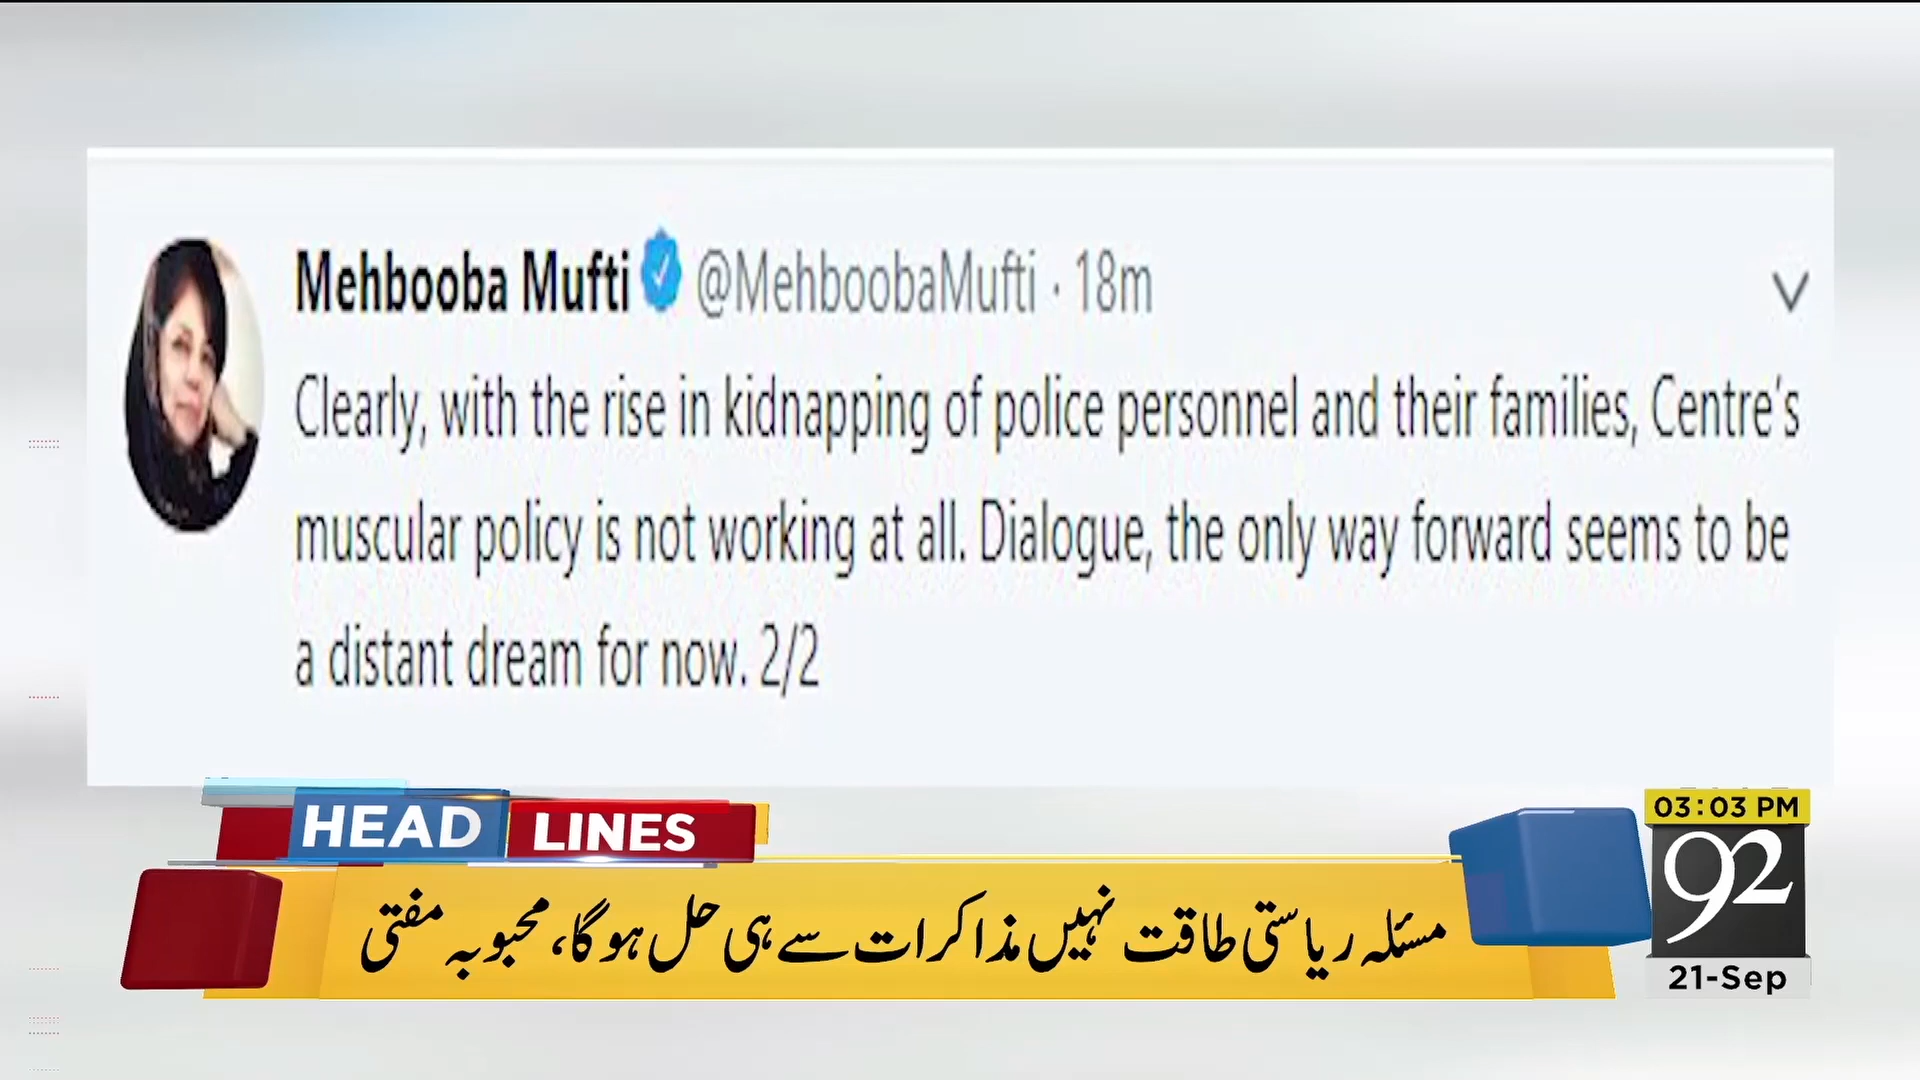 Mehbooba Mufti @MehboobaMufti · 18m
Clearly, with the rise in kidnapping of police personnel and their families, Centre's
muscular policy is not working at all. Dialogue, the only way forward seems to be
a distant dream for now. 2/2
HEAD LINES
مسئلہ ریاستی طاقت نہیں مذاکرات سے ہی حل ہوگا، محبوبہ مفتی
03:03 PM
92
21-Sep